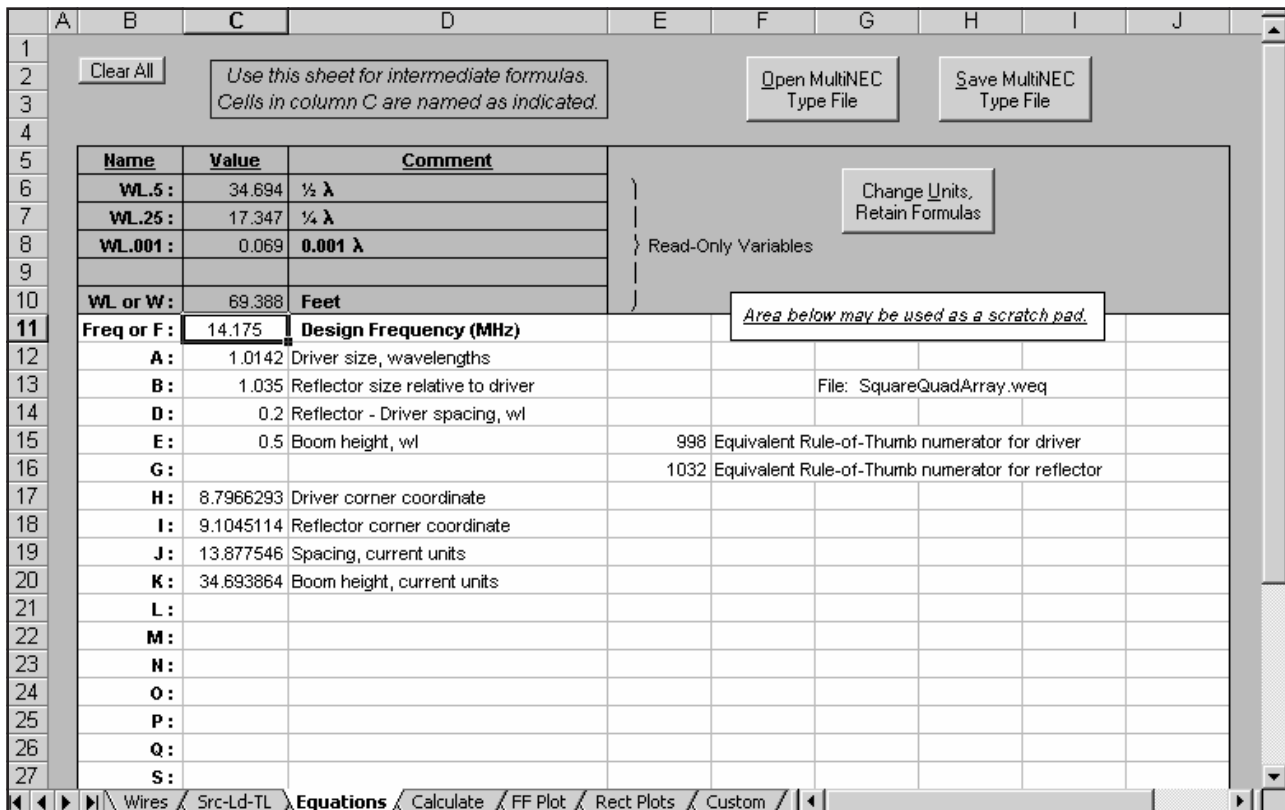 A B C D E F G H I J
1
2 Clear All Use this sheet for intermediate formulas. Open MultiNEC Save MultiNEC
3 Cells in column C are named as indicated. Type File Type File
4
5 Name Value Comment
6 WL.5 : 34.694 ½ λ Change Units,
7 WL.25 : 17.347 ¼ λ Retain Formulas
8 WL.001 : 0.069 0.001 λ Read-Only Variables
9
10 WL or W : 69.388 Feet Area below may be used as a scratch pad.
11 Freq or F : 14.175 Design Frequency (MHz)
12 A : 1.0142 Driver size, wavelengths
13 B : 1.035 Reflector size relative to driver File: SquareQuadArray.weq
14 D : 0.2 Reflector - Driver spacing, wl
15 E : 0.5 Boom height, wl 998 Equivalent Rule-of-Thumb numerator for driver
16 G : 1032 Equivalent Rule-of-Thumb numerator for reflector
17 H : 8.7966293 Driver corner coordinate
18 I : 9.1045114 Reflector corner coordinate
19 J : 13.877546 Spacing, current units
20 K : 34.693864 Boom height, current units
21 L :
22 M :
23 N :
24 O :
25 P :
26 Q :
27 S :
Wires Src-Ld-TL Equations Calculate FF Plot Rect Plots Custom